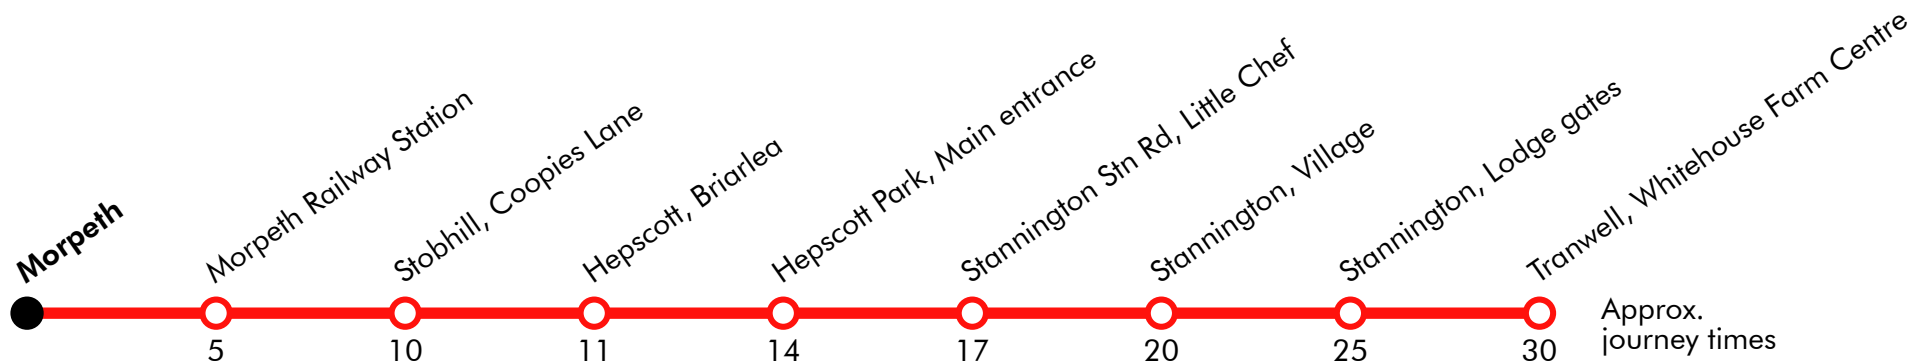 Morpeth
Morpeth Railway Station
Stobhill, Coopies Lane
Hepscott, Briarlea
Hepscott Park, Main entrance
Stannington Stn Rd, Little Chef
Stannington, Village
Stannington, Lodge gates
Tranwell, Whitehouse Farm Centre
5
10
11
14
17
20
25
30
Approx.
journey times